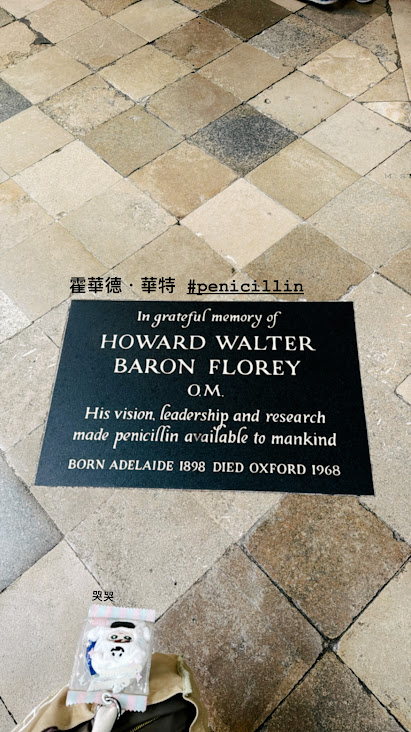 霍華德·華特 #penicillin
In grateful memory of
HOWARD WALTER
BARON FLOREY
O.M.
His vision, leadership and research
made penicillin available to mankind
BORN ADELAIDE 1898 DIED OXFORD 1968
哭哭